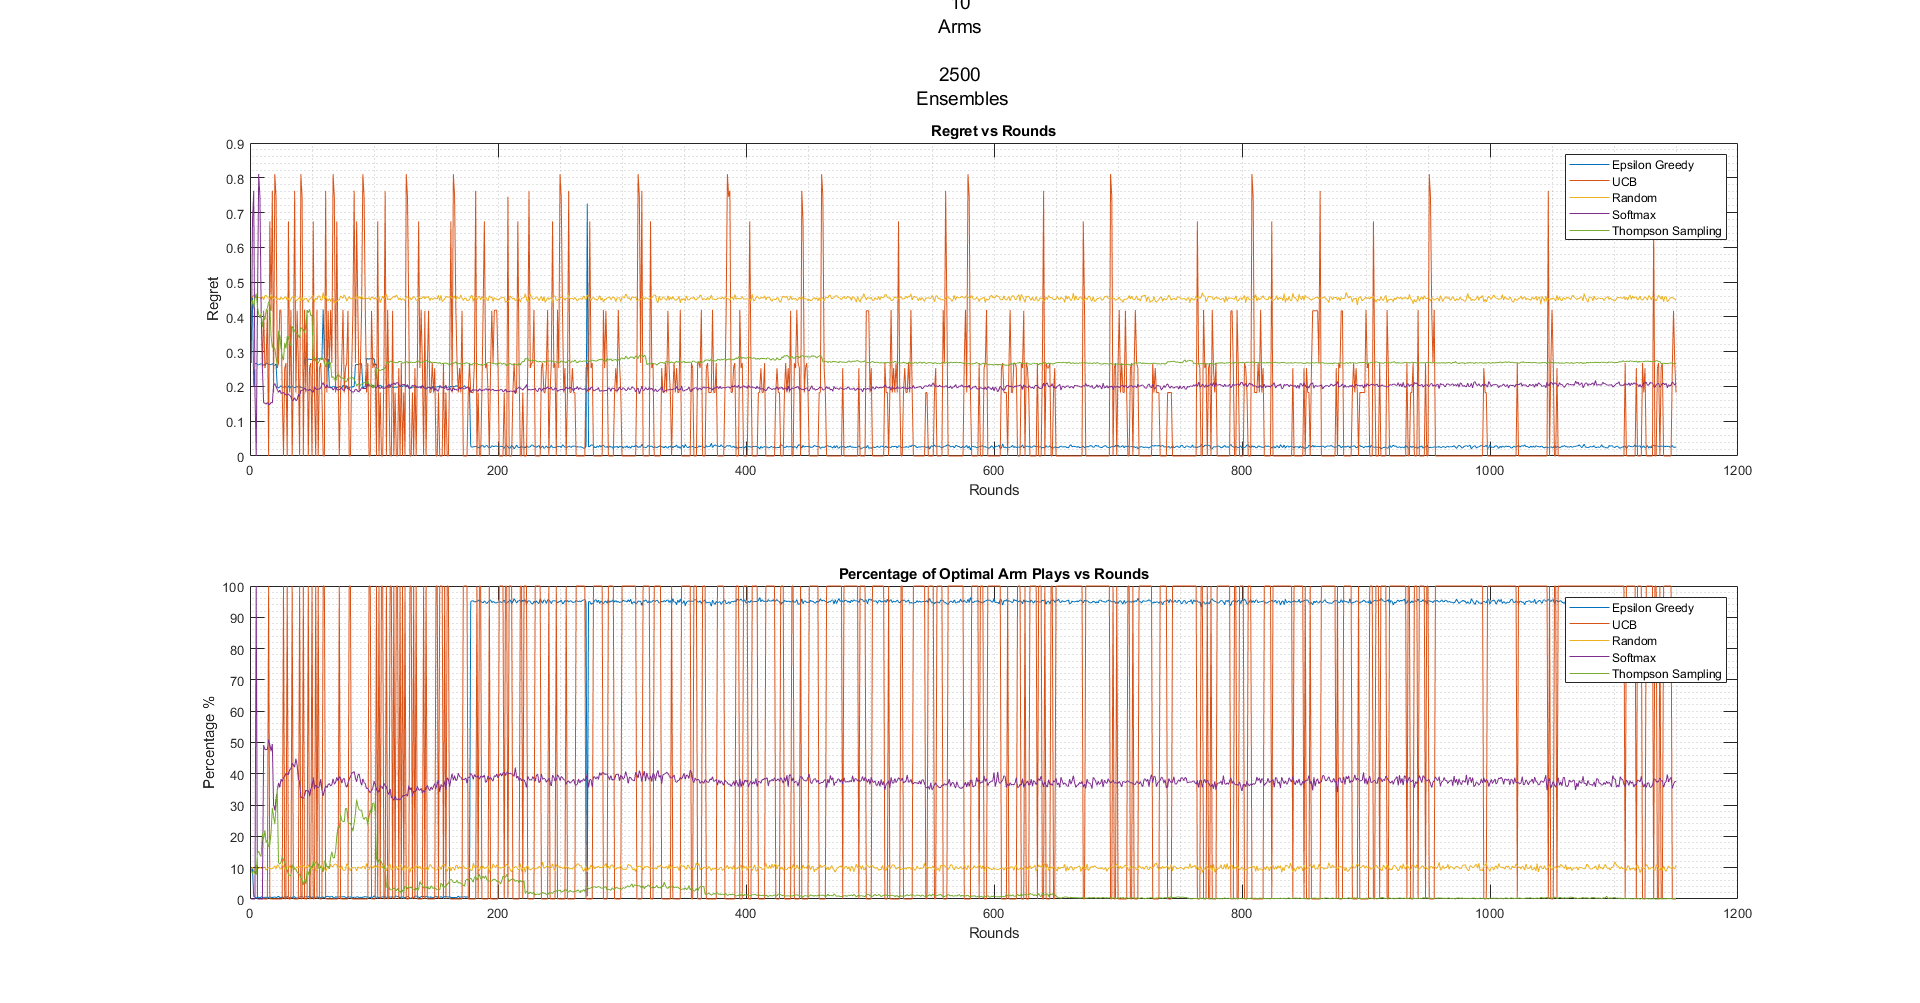 10
Arms
2500
Ensembles
Regret vs Rounds
0.9
0.8
0.7
0.6
0.5
0.4
0.3
0.2
0.1
0
Regret
Epsilon Greedy
UCB
Random
Softmax
Thompson Sampling
0 200 400 600 800 1000 1200
Rounds
Percentage of Optimal Arm Plays vs Rounds
100
90
80
70
60
50
40
30
20
10
0
Percentage %
Epsilon Greedy
UCB
Random
Softmax
Thompson Sampling
0 200 400 600 800 1000 1200
Rounds